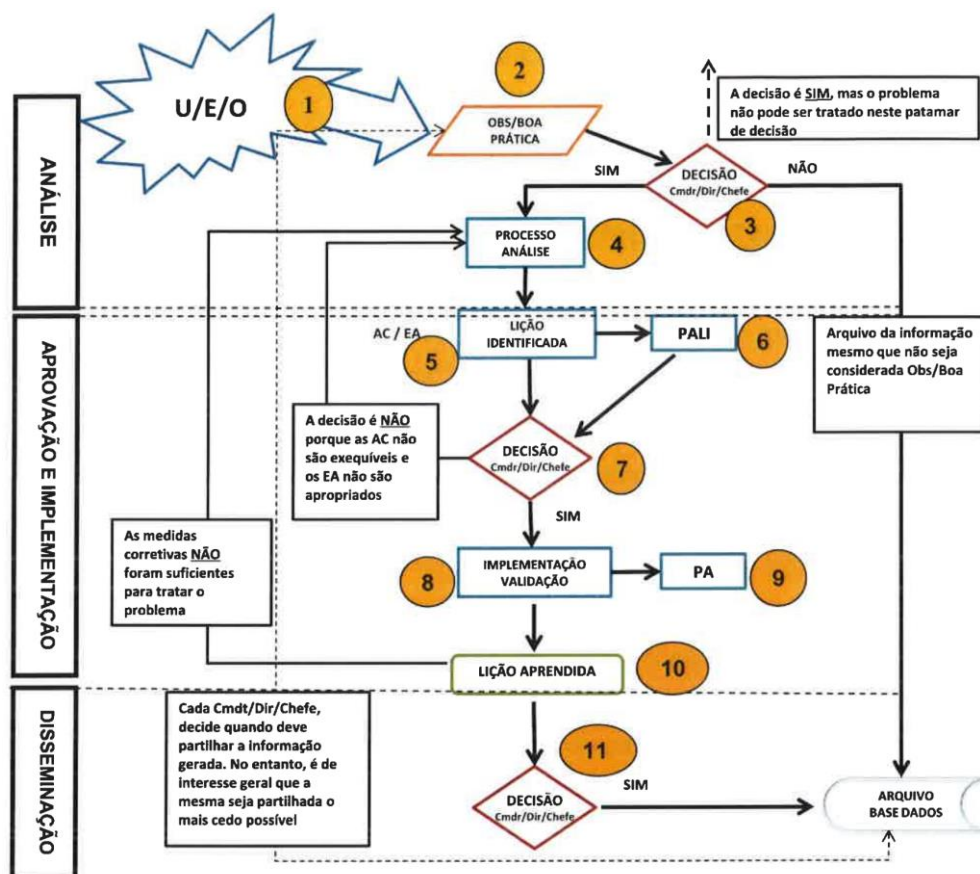 U/E/O
1
2
OBS/BOA
PRÁTICA
A decisão é SIM, mas o problema
não pode ser tratado neste patamar
de decisão
ANÁLISE
SIM
DECISÃO
Cmdr/Dir/Chefe
NÃO
3
PROCESSO
ANÁLISE
4
APROVAÇÃO E IMPLEMENTAÇÃO
AC / EA
LIÇÃO
IDENTIFICADA
5
PALI
6
Arquivo da informação
mesmo que não seja
considerada Obs/Boa
Prática
A decisão é NÃO
porque as AC não
são exequíveis e
os EA não são
apropriados
DECISÃO
Cmdr/Dir/Chefe
7
SIM
As medidas
corretivas NÃO
foram suficientes
para tratar o
problema
8
IMPLEMENTAÇÃO
VALIDAÇÃO
PA
9
LIÇÃO APRENDIDA
10
DISSEMINAÇÃO
Cada Cmdt/Dir/Chefe,
decide quando deve
partilhar a informação
gerada. No entanto, é de
interesse geral que a
mesma seja partilhada o
mais cedo possível
11
DECISÃO
Cmdr/Dir/Chefe
SIM
ARQUIVO
BASE DADOS